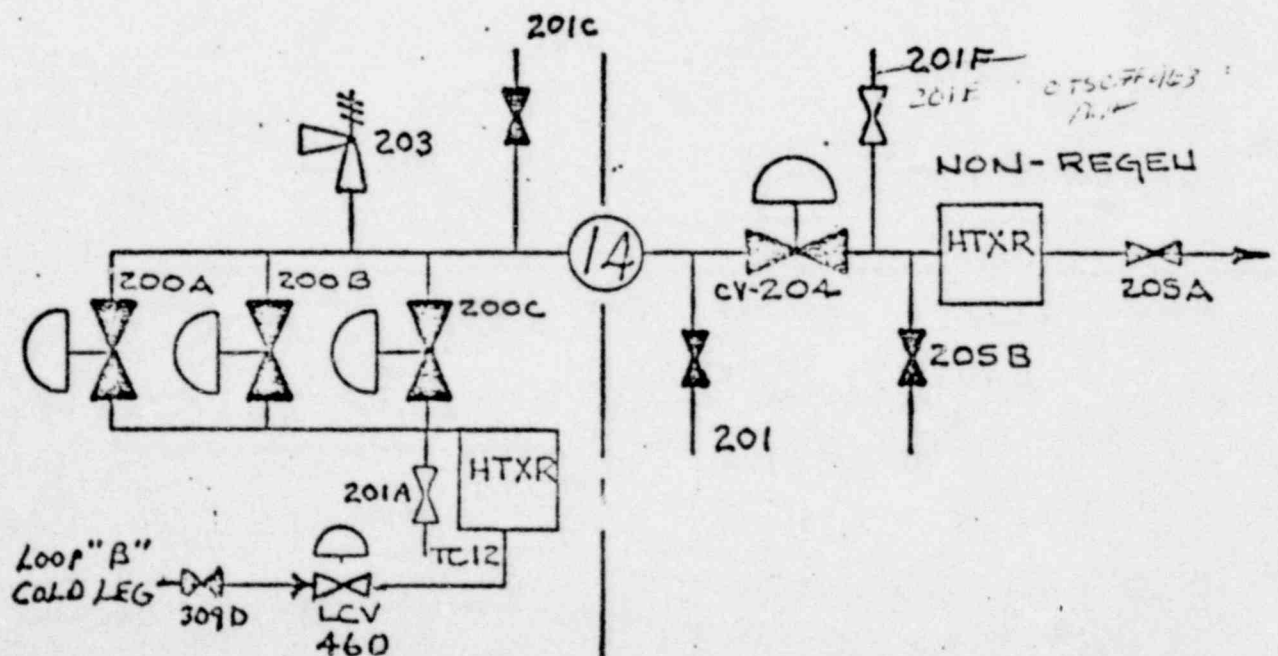 201C
201F
201E
203
NON-REGEN
14
HTXR
200A
200B
200C
CV-204
205A
205B
201
HTXR
201A
TC12
LOOP "B"
COLD LEG
309D
LCV
460